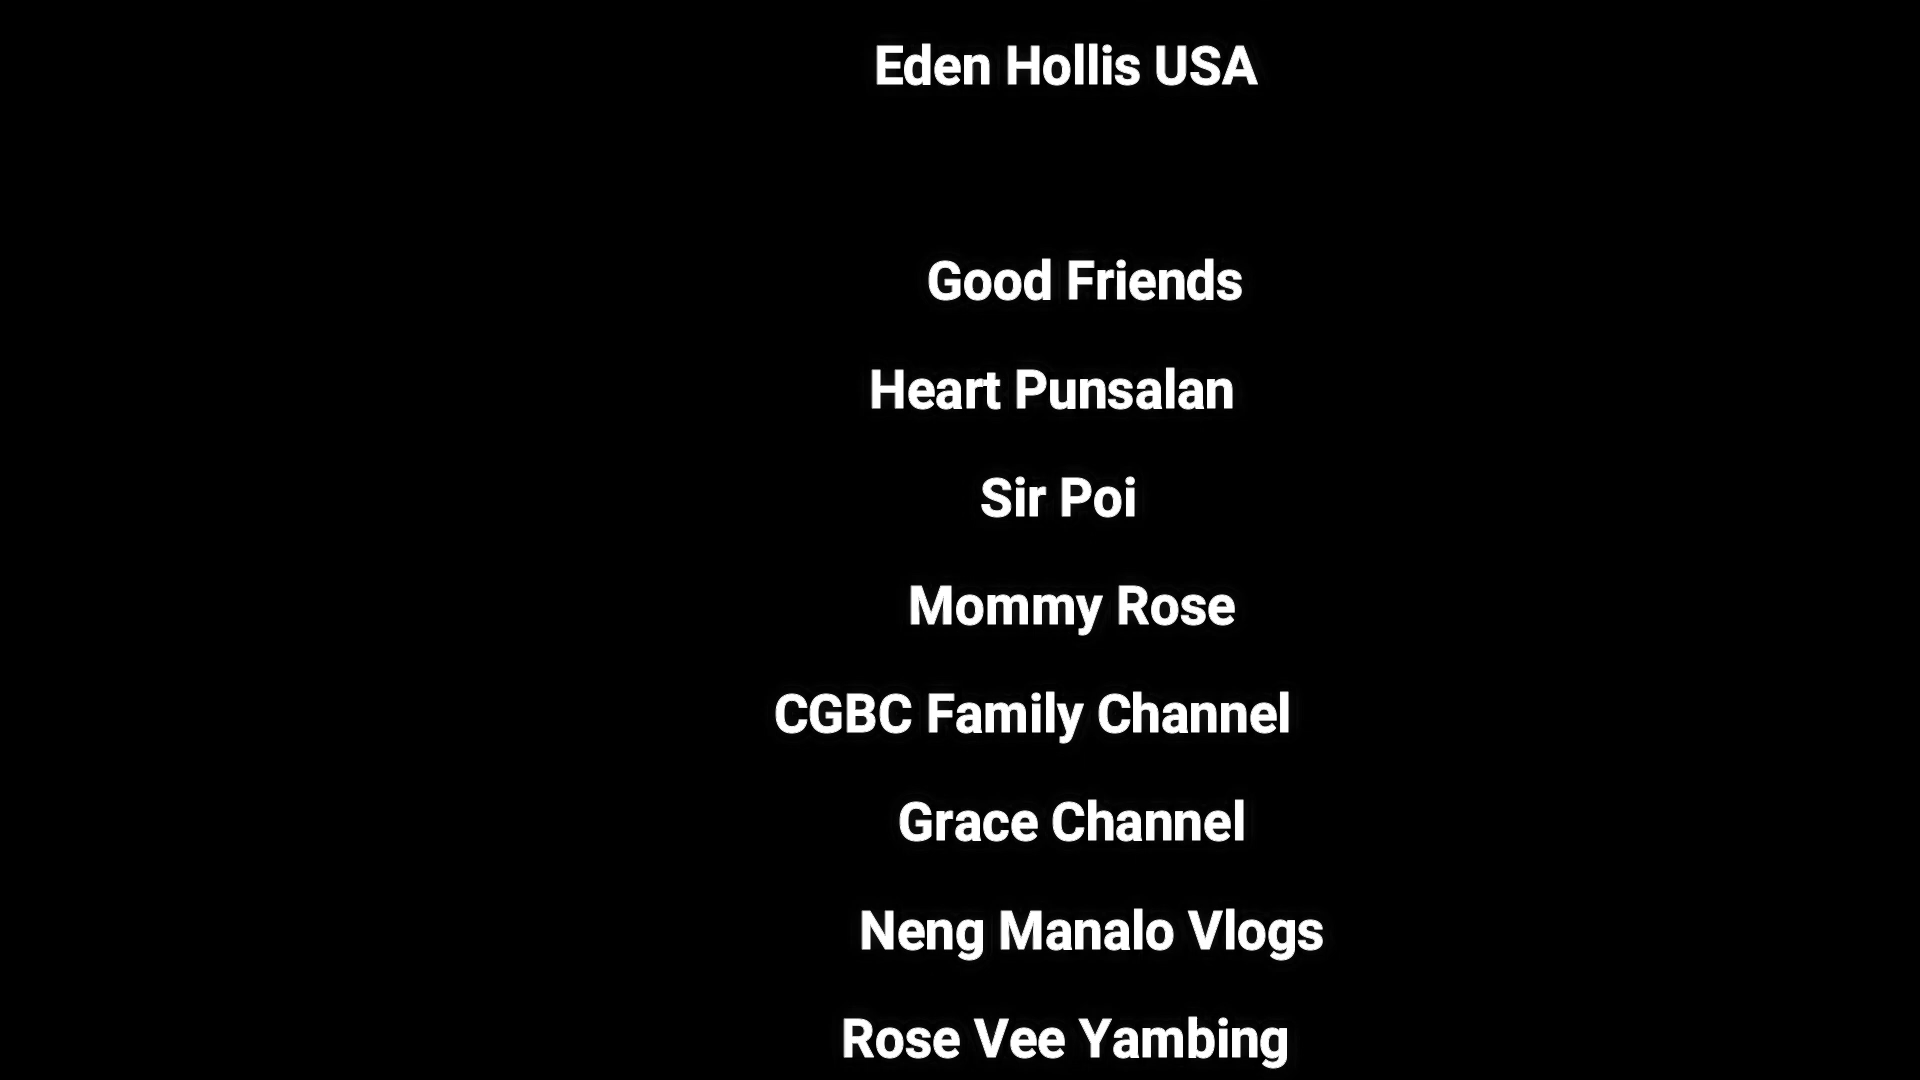 Eden Hollis USA
Good Friends
Heart Punsalan
Sir Poi
Mommy Rose
CGBC Family Channel
Grace Channel
Neng Manalo Vlogs
Rose Vee Yambing